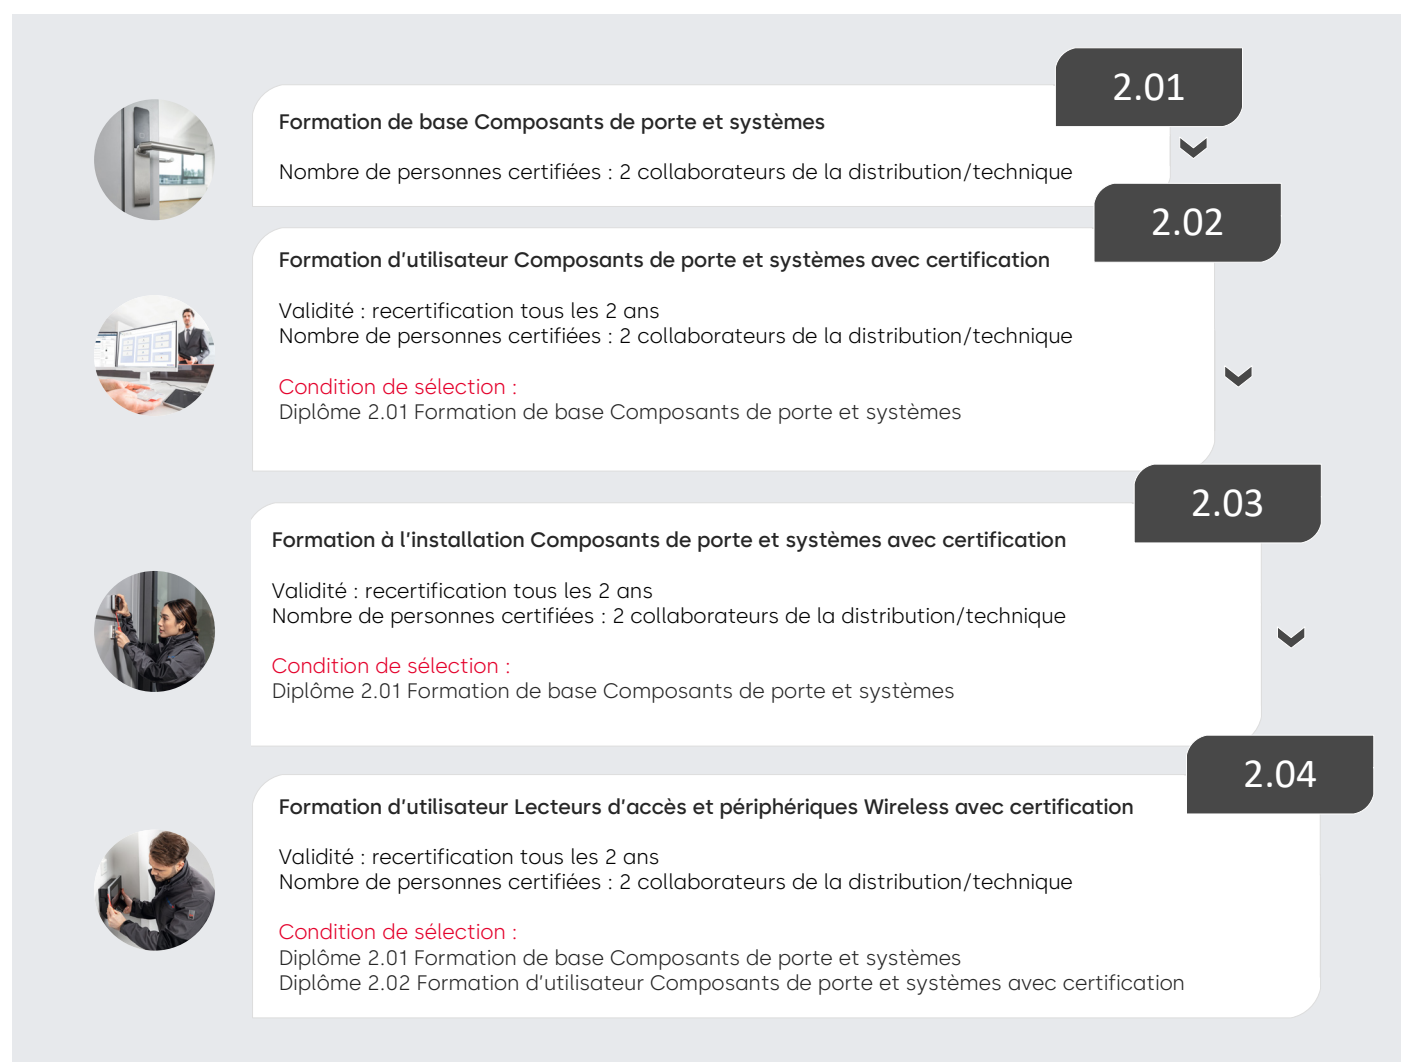 2.01
Formation de base Composants de porte et systèmes
Nombre de personnes certifiées : 2 collaborateurs de la distribution/technique
2.02
Formation d'utilisateur Composants de porte et systèmes avec certification
Validité : recertification tous les 2 ans
Nombre de personnes certifiées : 2 collaborateurs de la distribution/technique
Condition de sélection :
Diplôme 2.01 Formation de base Composants de porte et systèmes
2.03
Formation à l'installation Composants de porte et systèmes avec certification
Validité : recertification tous les 2 ans
Nombre de personnes certifiées : 2 collaborateurs de la distribution/technique
Condition de sélection :
Diplôme 2.01 Formation de base Composants de porte et systèmes
2.04
Formation d'utilisateur Lecteurs d'accès et périphériques Wireless avec certification
Validité : recertification tous les 2 ans
Nombre de personnes certifiées : 2 collaborateurs de la distribution/technique
Condition de sélection :
Diplôme 2.01 Formation de base Composants de porte et systèmes
Diplôme 2.02 Formation d'utilisateur Composants de porte et systèmes avec certification